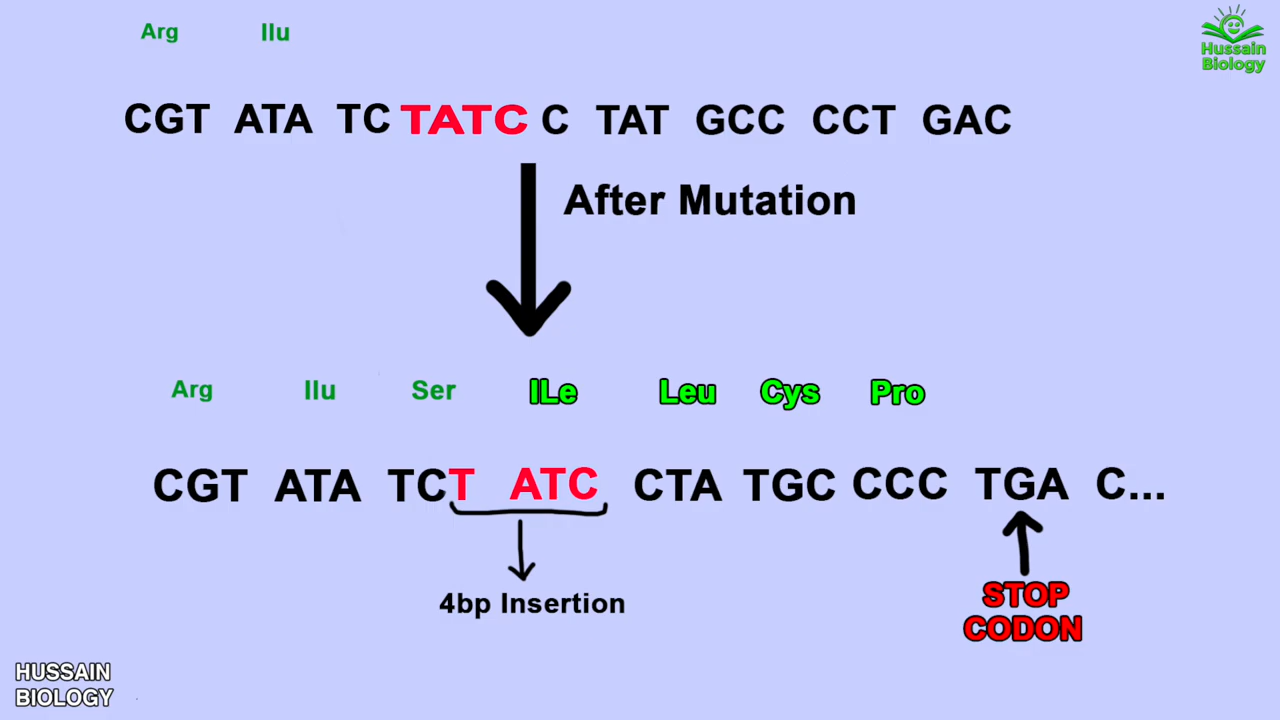 Arg Ilu
Hussain
Biology
CGT ATA TC TATC C TAT GCC CCT GAC
After Mutation
Arg Ilu Ser ILe Leu Cys Pro
CGT ATA TCT ATC CTA TGC CCC TGA C...
4bp Insertion
STOP
CODON
HUSSAIN
BIOLOGY